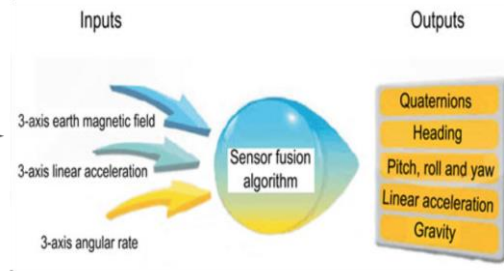 Inputs
Outputs
3-axis earth magnetic field
3-axis linear acceleration
3-axis angular rate
Sensor fusion
algorithm
Quaternions
Heading
Pitch, roll and yaw
Linear acceleration
Gravity